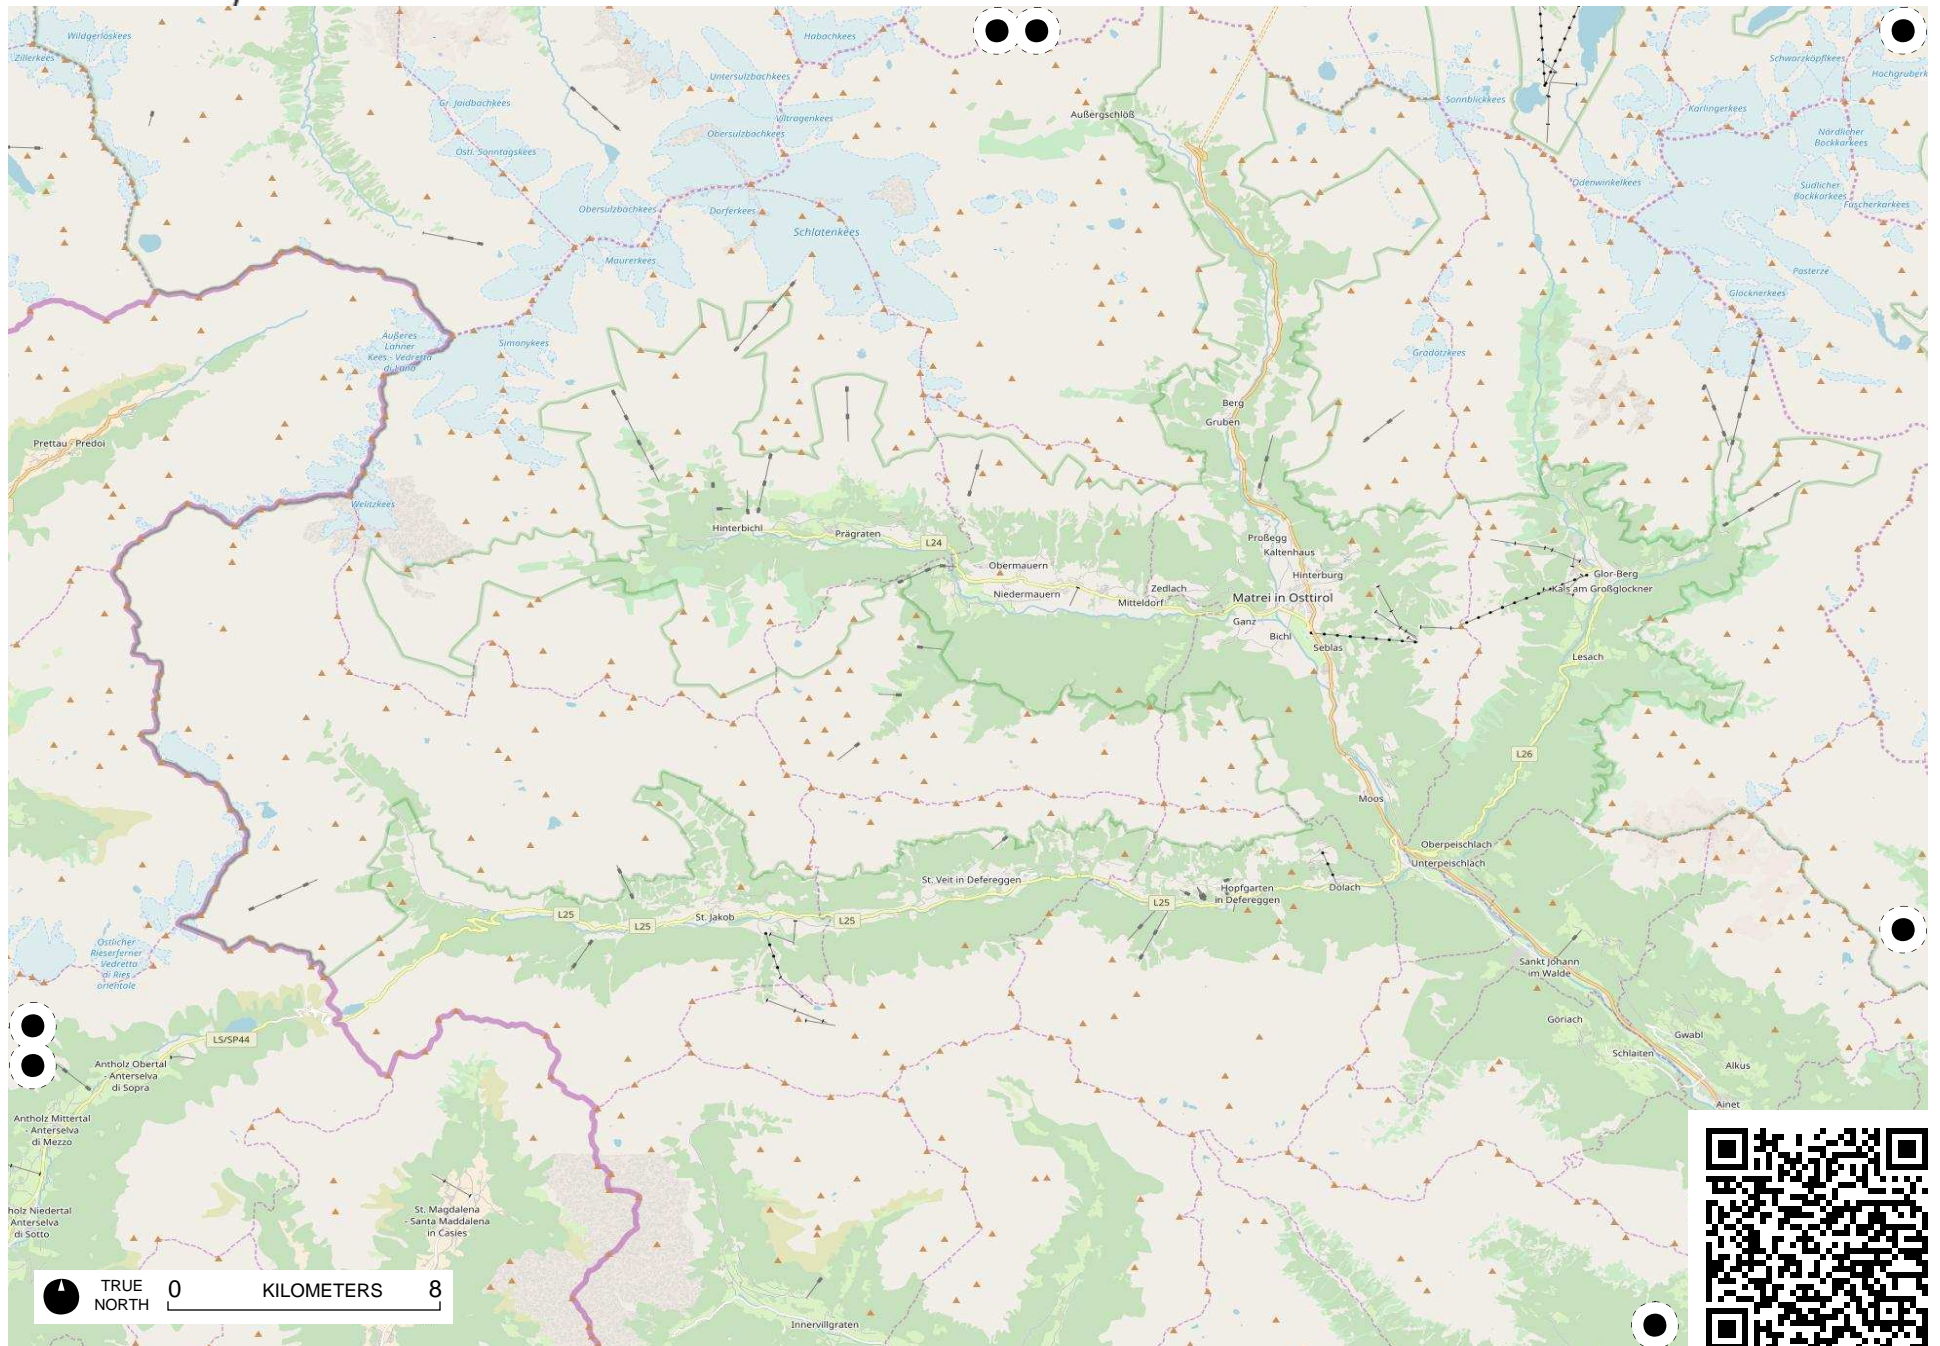 Wildgerloskees
Zillerkees
Habachkees
Untersulzbachkees
Gr. Jaidbachkees
Viltragenkees
Obersulzbachkees
Östl. Sonntagskees
Außergschlöß
Sonnblickkees
Schwarzköpflkees
Hochgruberk
Karlingerkees
Nördlicher
Bockkarkees
Ödenwinkelkees
Südlicher
Bockkarkees
Fuscherkarkees
Obersulzbachkees
Dorferkees
Schlatenkees
Maurerkees
Pasterze
Glocknerkees
Äußeres
Lahner
Kees - Vedretta
di Lana
Simonykees
Gradötzkees
Berg
Gruben
Prettau - Predoi
Welitzkees
Hinterbichl
Prägraten
L24
Proßegg
Kaltenhaus
Obermauern
Hinterburg
Niedermauern
Zedlach
Mitteldorf
Matrei in Osttirol
Glor-Berg
Kals am Großglockner
Ganz
Bichl
Seblas
Lesach
L26
Moos
Oberpeischlach
Unterpeischlach
St. Veit in Defereggen
Hopfgarten
in Defereggen
Dölach
L25
L25
St. Jakob
L25
L25
Östlicher
Rieserferner
Vedretta
di Ries
orientale
Sankt Johann
im Walde
LS/SP44
Göriach
Gwabl
Schlaiten
Alkus
Ainet
Antholz Obertal
- Anterselva
di Sopra
Antholz Mittertal
- Anterselva
di Mezzo
holz Niedertal
Anterselva
di Sotto
St. Magdalena
- Santa Maddalena
in Casies
Innervillgraten
TRUE
NORTH
0 KILOMETERS 8